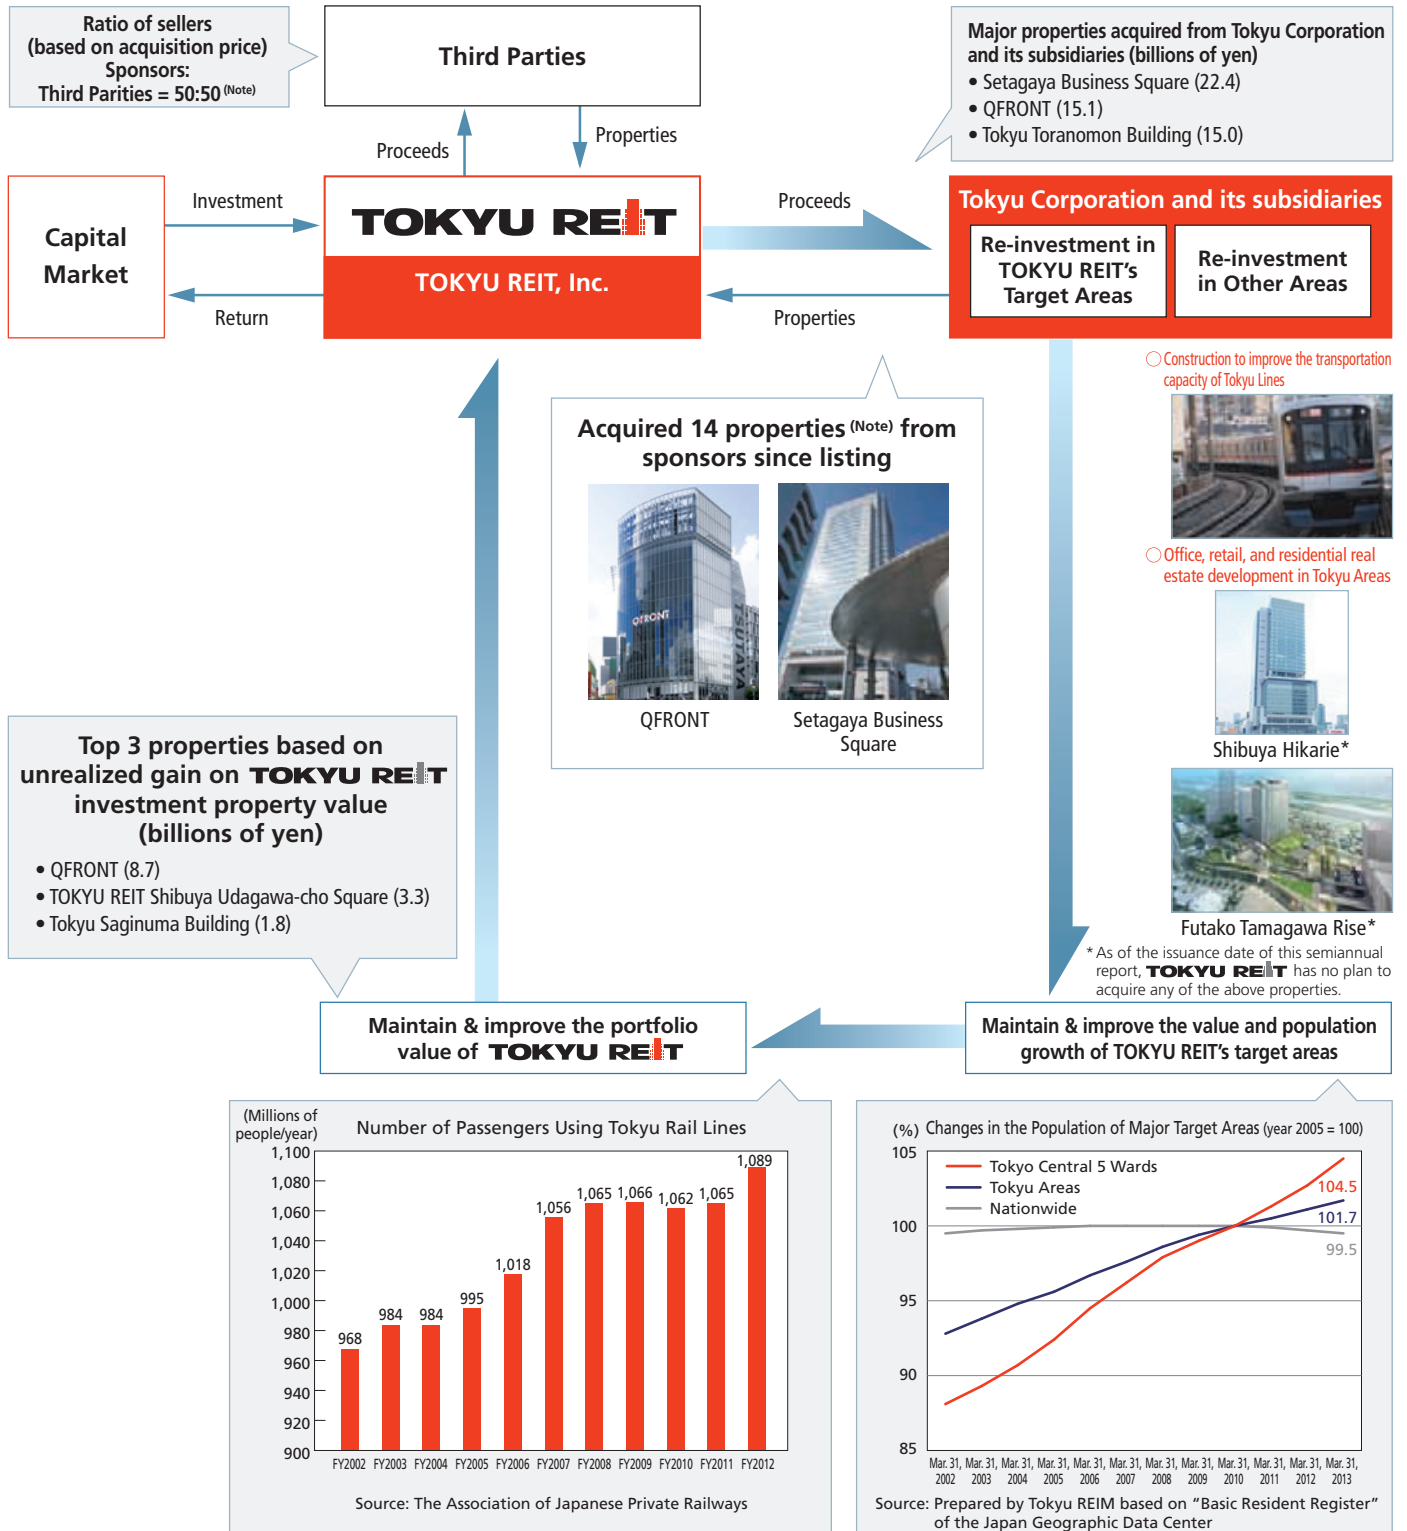 Ratio of sellers
(based on acquisition price)
Sponsors:
Third Parities = 50:50 (Note)
Third Parties
Major properties acquired from Tokyu Corporation
and its subsidiaries (billions of yen)
• Setagaya Business Square (22.4)
• QFRONT (15.1)
• Tokyu Toranomon Building (15.0)
Proceeds
Properties
Capital
Market
Investment
Return
TOKYU REIT
TOKYU REIT, Inc.
Proceeds
Properties
Tokyu Corporation and its subsidiaries
Re-investment in
TOKYU REIT's
Target Areas
Re-investment
in Other Areas
○ Construction to improve the transportation
capacity of Tokyu Lines
○ Office, retail, and residential real
estate development in Tokyu Areas
Shibuya Hikarie*
Futako Tamagawa Rise*
* As of the issuance date of this semiannual
report, TOKYU REIT has no plan to
acquire any of the above properties.
Acquired 14 properties (Note) from
sponsors since listing
QFRONT
TSUTAYA
QFRONT
Setagaya Business
Square
Top 3 properties based on
unrealized gain on TOKYU REIT
investment property value
(billions of yen)
• QFRONT (8.7)
• TOKYU REIT Shibuya Udagawa-cho Square (3.3)
• Tokyu Saginuma Building (1.8)
Maintain & improve the portfolio
value of TOKYU REIT
Maintain & improve the value and population
growth of TOKYU REIT's target areas
(Millions of
people/year)
Number of Passengers Using Tokyu Rail Lines
1,100
1,080
1,060
1,040
1,020
1,000
980
960
940
920
900
968
984
984
995
1,018
1,056
1,065
1,066
1,062
1,065
1,089
FY2002 FY2003 FY2004 FY2005 FY2006 FY2007 FY2008 FY2009 FY2010 FY2011 FY2012
Source: The Association of Japanese Private Railways
(%) Changes in the Population of Major Target Areas (year 2005 = 100)
105
100
95
90
85
Tokyo Central 5 Wards
Tokyu Areas
Nationwide
104.5
101.7
99.5
Mar. 31, Mar. 31, Mar. 31, Mar. 31, Mar. 31, Mar. 31, Mar. 31, Mar. 31, Mar. 31, Mar. 31, Mar. 31, Mar. 31,
2002 2003 2004 2005 2006 2007 2008 2009 2010 2011 2012 2013
Source: Prepared by Tokyu REIM based on “Basic Resident Register”
of the Japan Geographic Data Center